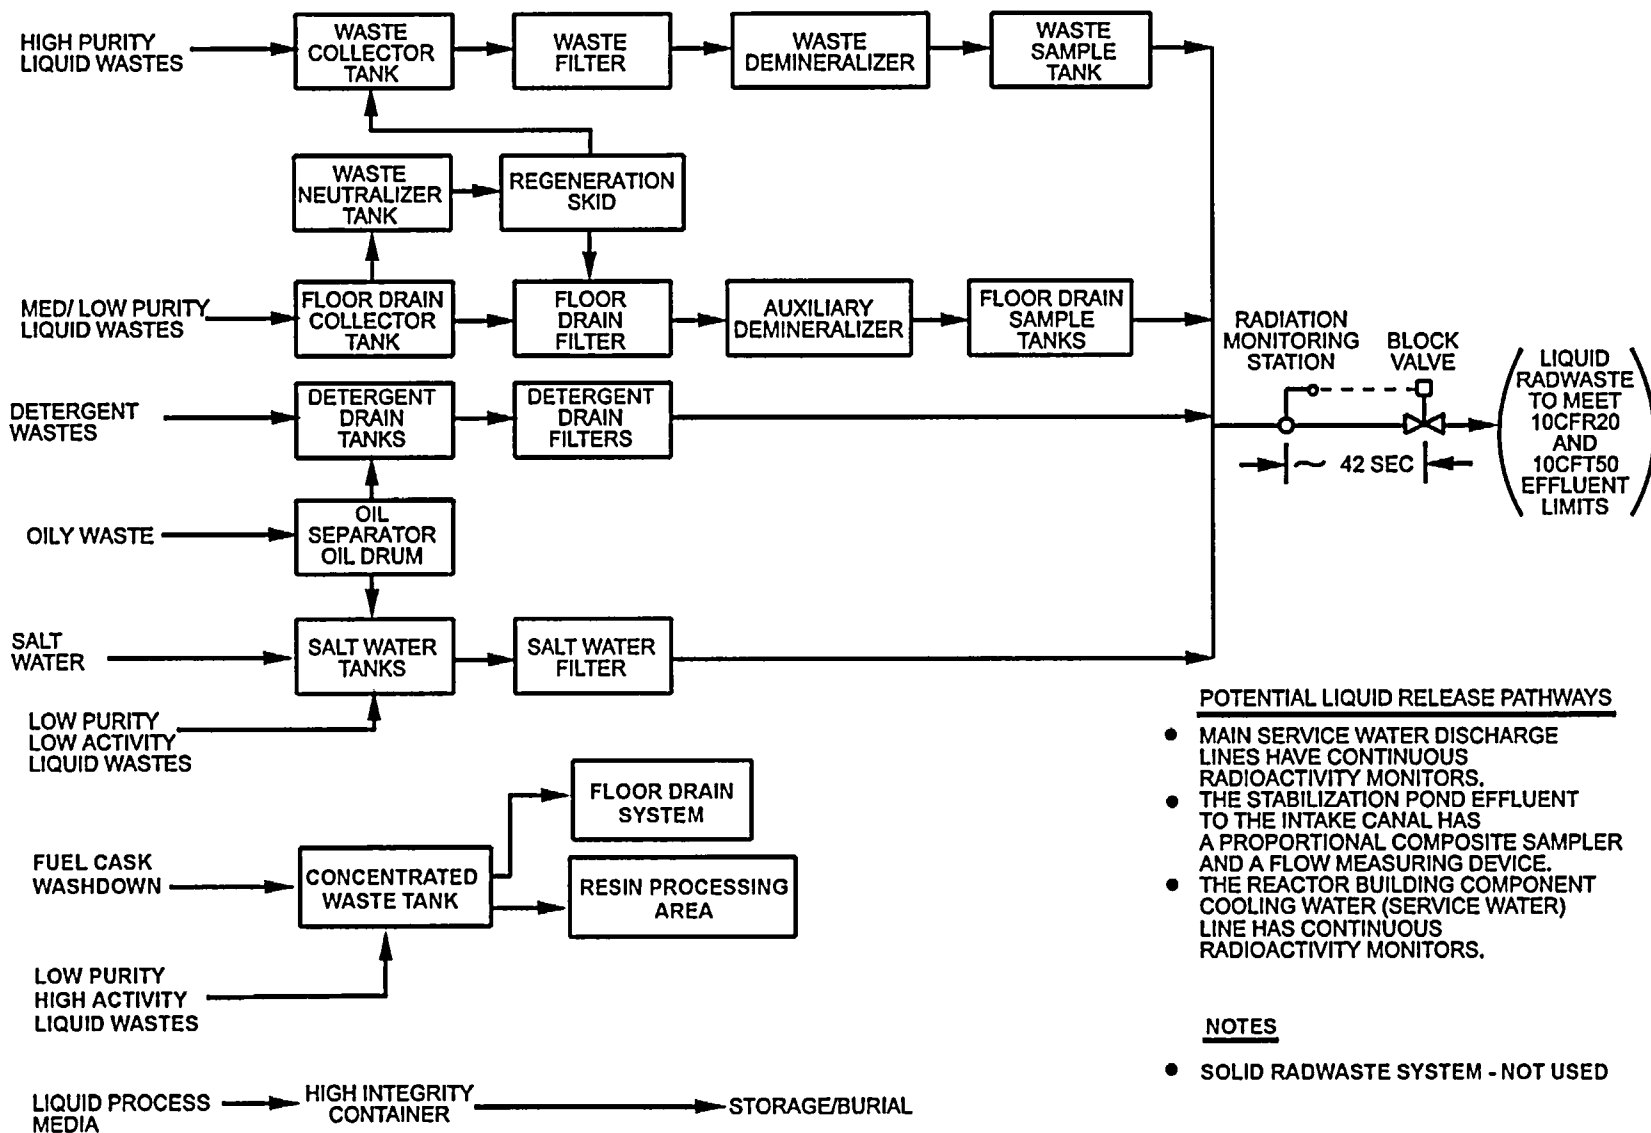 HIGH PURITY
LIQUID WASTES
WASTE
COLLECTOR
TANK
WASTE
FILTER
WASTE
DEMINERALIZER
WASTE
SAMPLE
TANK
WASTE
NEUTRALIZER
TANK
REGENERATION
SKID
MED/ LOW PURITY
LIQUID WASTES
FLOOR DRAIN
COLLECTOR
TANK
FLOOR
DRAIN
FILTER
AUXILIARY
DEMINERALIZER
FLOOR DRAIN
SAMPLE
TANKS
RADIATION
MONITORING
STATION
BLOCK
VALVE
LIQUID
RADWASTE
TO MEET
10CFR20
AND
10CFT50
EFFLUENT
LIMITS
~ 42 SEC
DETERGENT
WASTES
DETERGENT
DRAIN
TANKS
DETERGENT
DRAIN
FILTERS
OILY WASTE
OIL
SEPARATOR
OIL DRUM
SALT
WATER
SALT WATER
TANKS
SALT WATER
FILTER
LOW PURITY
LOW ACTIVITY
LIQUID WASTES
FUEL CASK
WASHDOWN
CONCENTRATED
WASTE TANK
FLOOR DRAIN
SYSTEM
RESIN PROCESSING
AREA
LOW PURITY
HIGH ACTIVITY
LIQUID WASTES
LIQUID PROCESS
MEDIA
HIGH INTEGRITY
CONTAINER
STORAGE/BURIAL
POTENTIAL LIQUID RELEASE PATHWAYS
● MAIN SERVICE WATER DISCHARGE
LINES HAVE CONTINUOUS
RADIOACTIVITY MONITORS.
● THE STABILIZATION POND EFFLUENT
TO THE INTAKE CANAL HAS
A PROPORTIONAL COMPOSITE SAMPLER
AND A FLOW MEASURING DEVICE.
● THE REACTOR BUILDING COMPONENT
COOLING WATER (SERVICE WATER)
LINE HAS CONTINUOUS
RADIOACTIVITY MONITORS.
NOTES
● SOLID RADWASTE SYSTEM - NOT USED